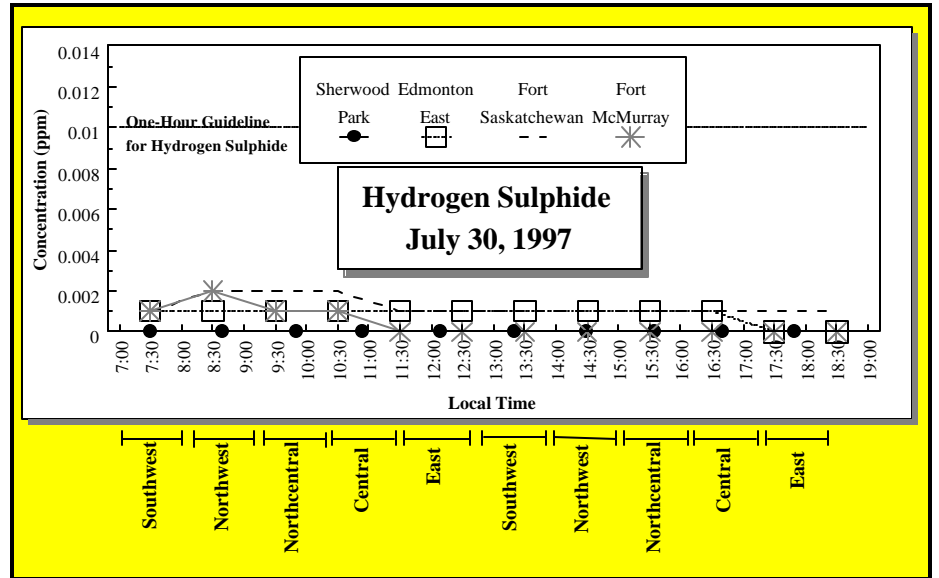 0.014
0.012
0.01
0.008
0.006
0.004
0.002
0
Concentration (ppm)
Sherwood Edmonton Fort Fort
Park East Saskatchewan McMurray
One-Hour Guideline
for Hydrogen Sulphide
Hydrogen Sulphide
July 30, 1997
7:00 7:30 8:00 8:30 9:00 9:30 10:00 10:30 11:00 11:30 12:00 12:30 13:00 13:30 14:00 14:30 15:00 15:30 16:00 16:30 17:00 17:30 18:00 18:30 19:00
Local Time
Southwest Northwest Northcentral Central East Southwest Northwest Northcentral Central East